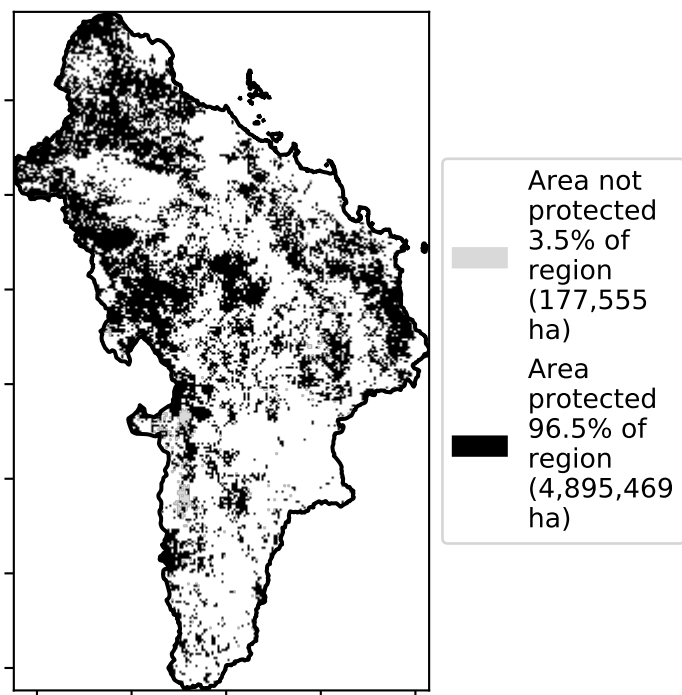 Area not
protected
3.5% of
region
(177,555
ha)
Area
protected
96.5% of
region
(4,895,469
ha)